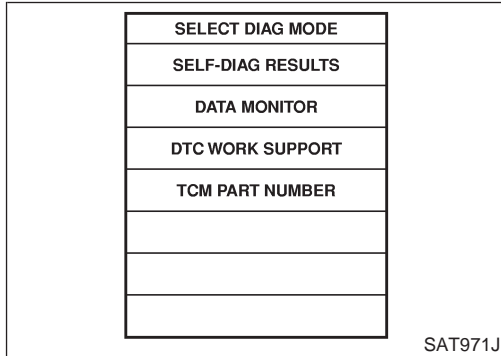 SELECT DIAG MODE
SELF-DIAG RESULTS
DATA MONITOR
DTC WORK SUPPORT
TCM PART NUMBER
SAT971J